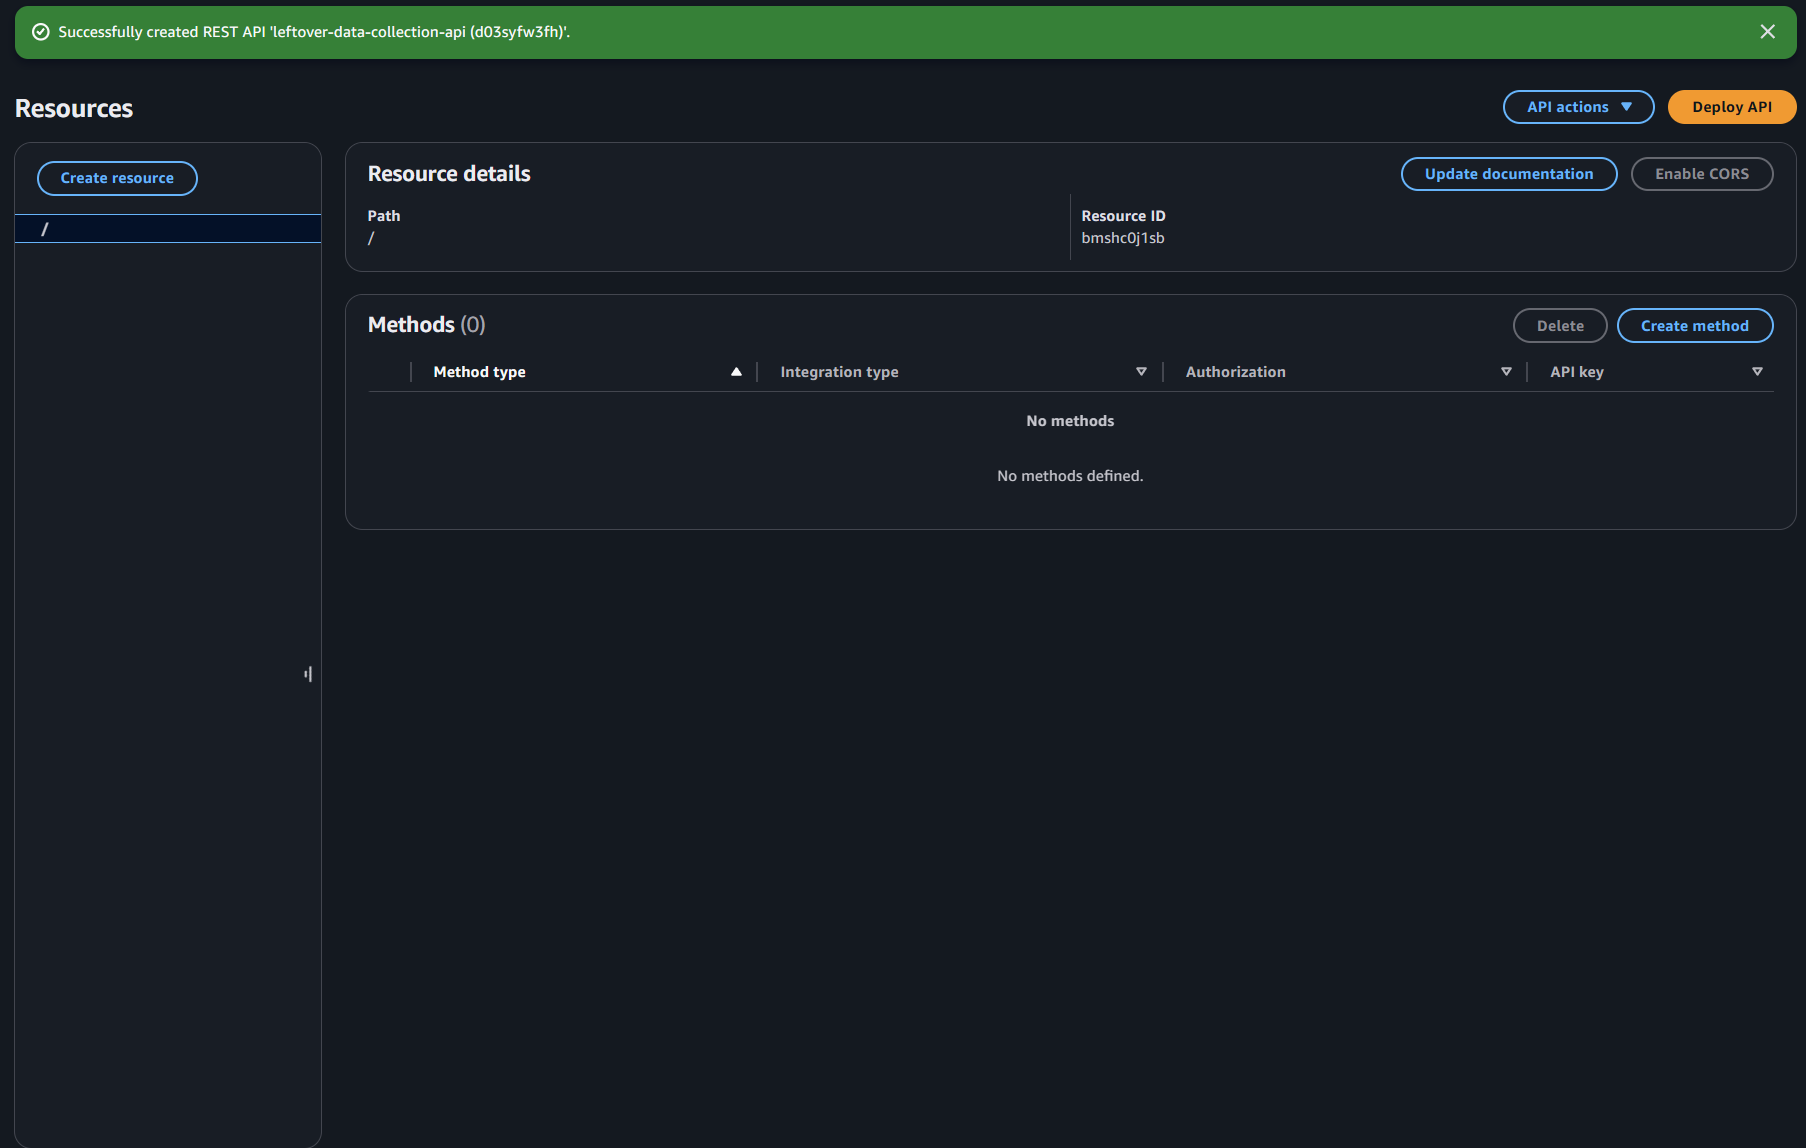 Successfully created REST API 'leftover-data-collection-api (d03syfw3fh)'.
Resources
API actions
Deploy API
Create resource
/
Resource details
Update documentation
Enable CORS
Path
/
Resource ID
bmshc0j1sb
Methods (0)
Delete
Create method
Method type
Integration type
Authorization
API key
No methods
No methods defined.